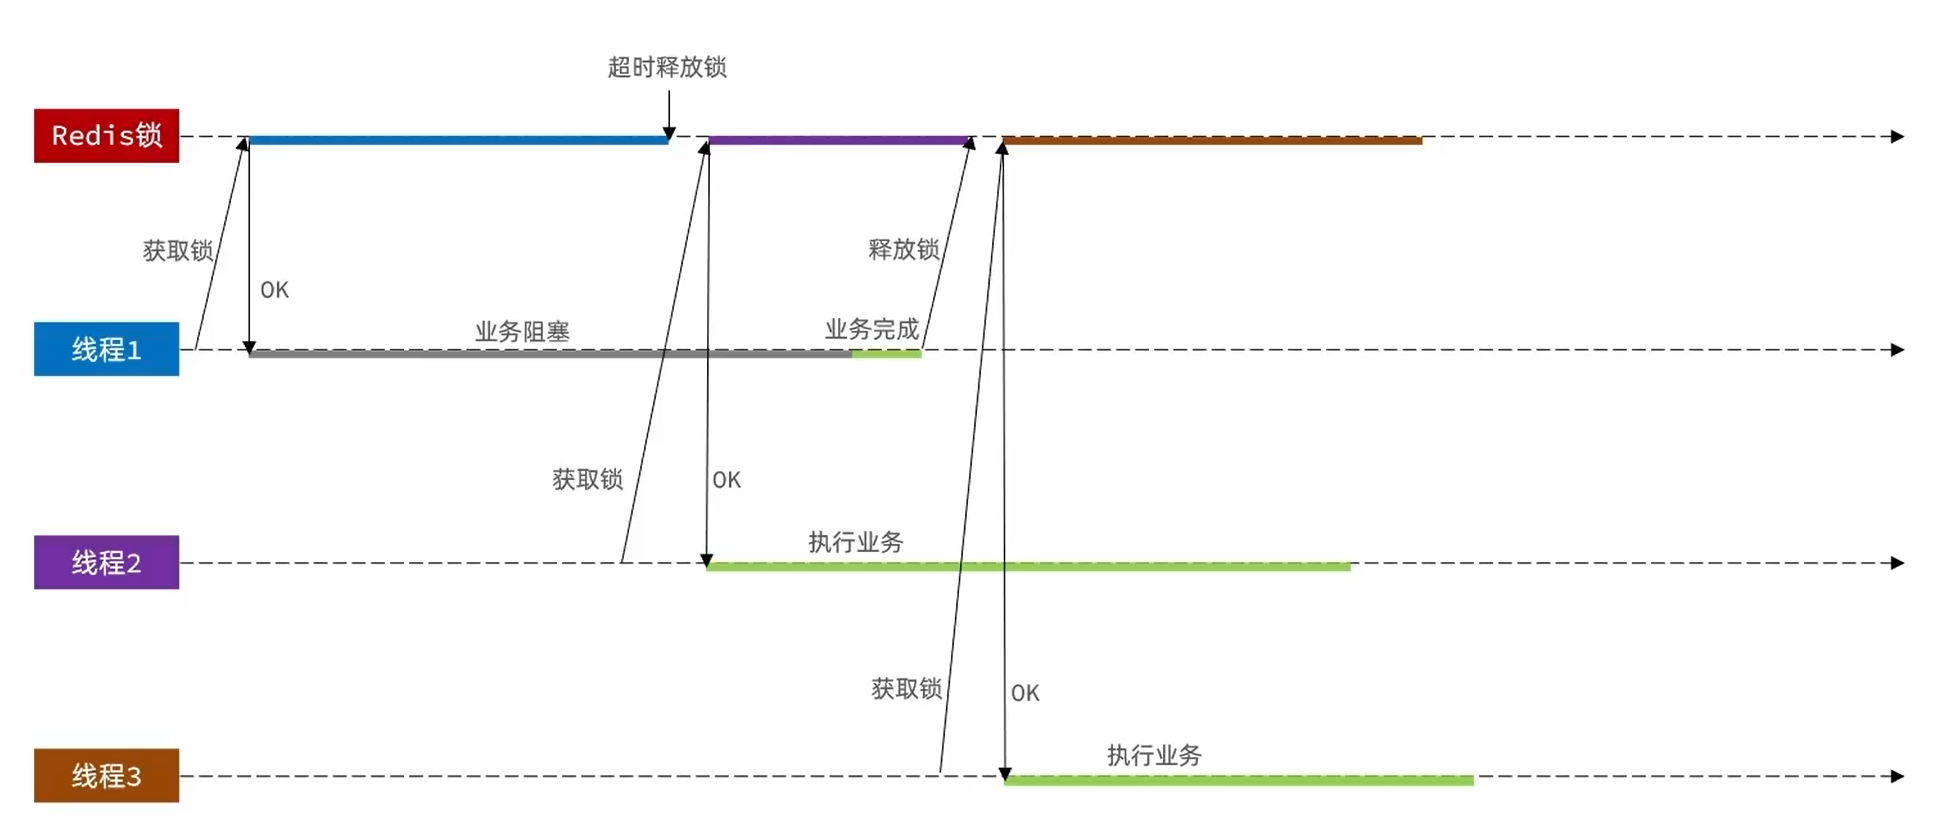 超时释放锁
Redis锁
获取锁
OK
释放锁
线程1
业务阻塞
业务完成
获取锁
OK
线程2
执行业务
获取锁
OK
线程3
执行业务